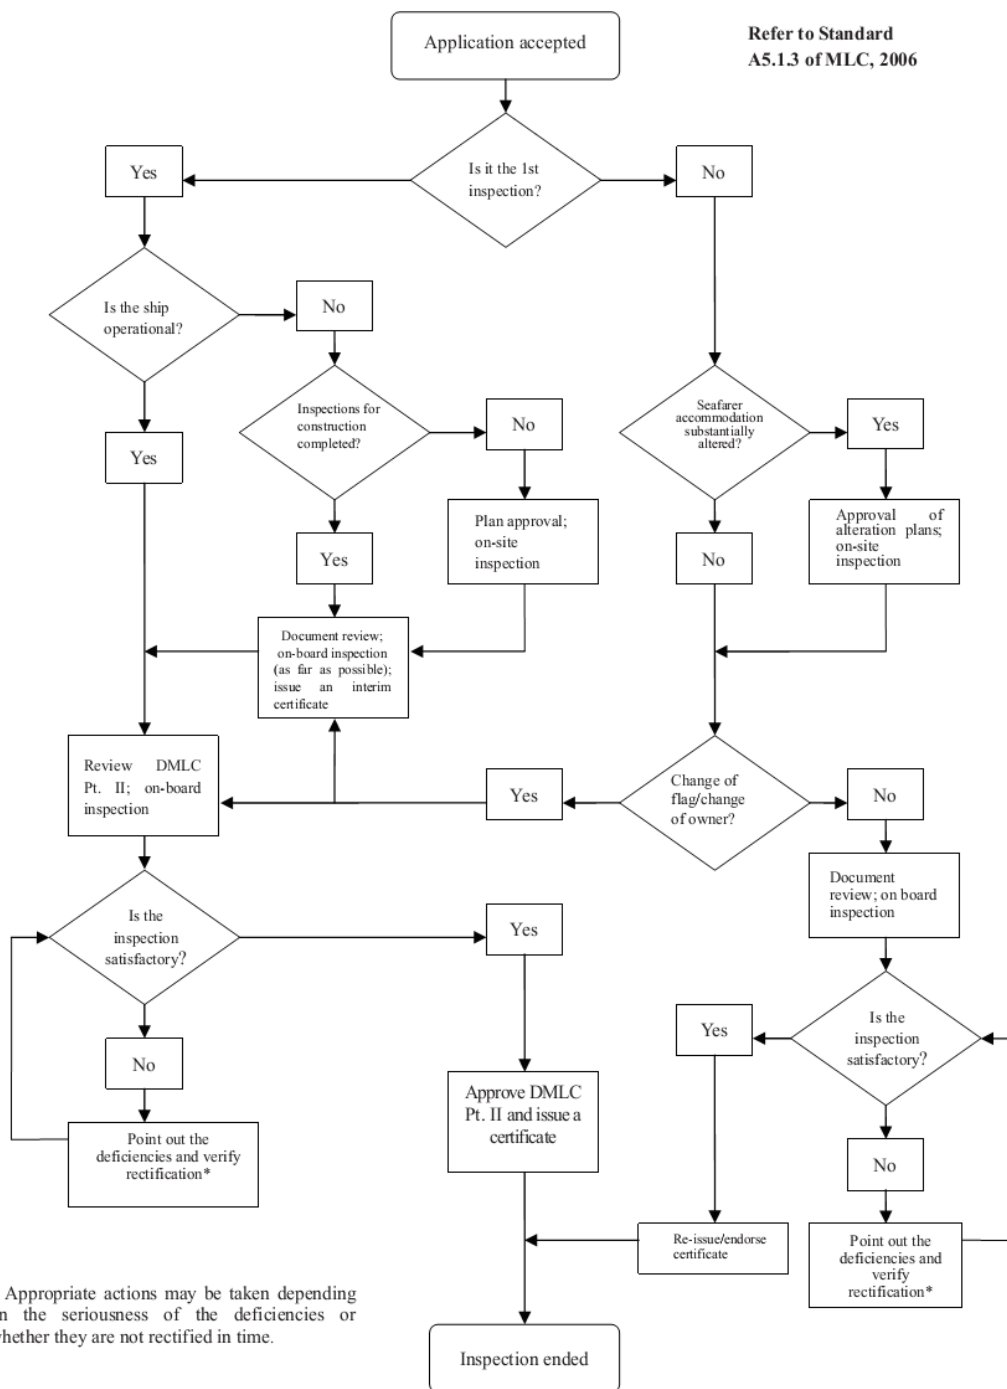 Application accepted
Refer to Standard
A5.1.3 of MLC, 2006
Is it the 1st
inspection?
Yes
No
Is the ship
operational?
No
Yes
Inspections for
construction
completed?
No
Seafarer
accommodation
substantially
altered?
Yes
Plan approval;
on-site
inspection
Approval of
alteration plans;
on-site
inspection
Yes
No
Document review;
on-board inspection
(as far as possible);
issue an interim
certificate
Review DMLC
Pt. II; on-board
inspection
Yes
Change of
flag/change
of owner?
No
Document
review; on board
inspection
Is the
inspection
satisfactory?
Yes
Is the
inspection
satisfactory?
Yes
No
Approve DMLC
Pt. II and issue a
certificate
Point out the
deficiencies and verify
rectification*
No
Re-issue/endorse
certificate
Point out the
deficiencies and
verify
rectification*
Appropriate actions may be taken depending
n the seriousness of the deficiencies or
whether they are not rectified in time.
Inspection ended